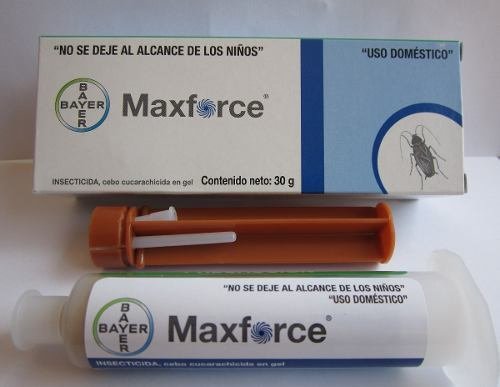 "NO SE DEJE AL ALCANCE DE LOS NIÑOS"
"USO DOMÉSTICO"
BAYER
BAYER
Maxforce®
INSECTICIDA, cebo cucarachicida en gel
Contenido neto: 30 g
"NO SE DEJE AL ALCANCE DE LOS NIÑOS"
"USO DOMÉSTICO"
BAYER
BAYER
Maxforce®
INSECTICIDA, cebo cucarachicida en gel